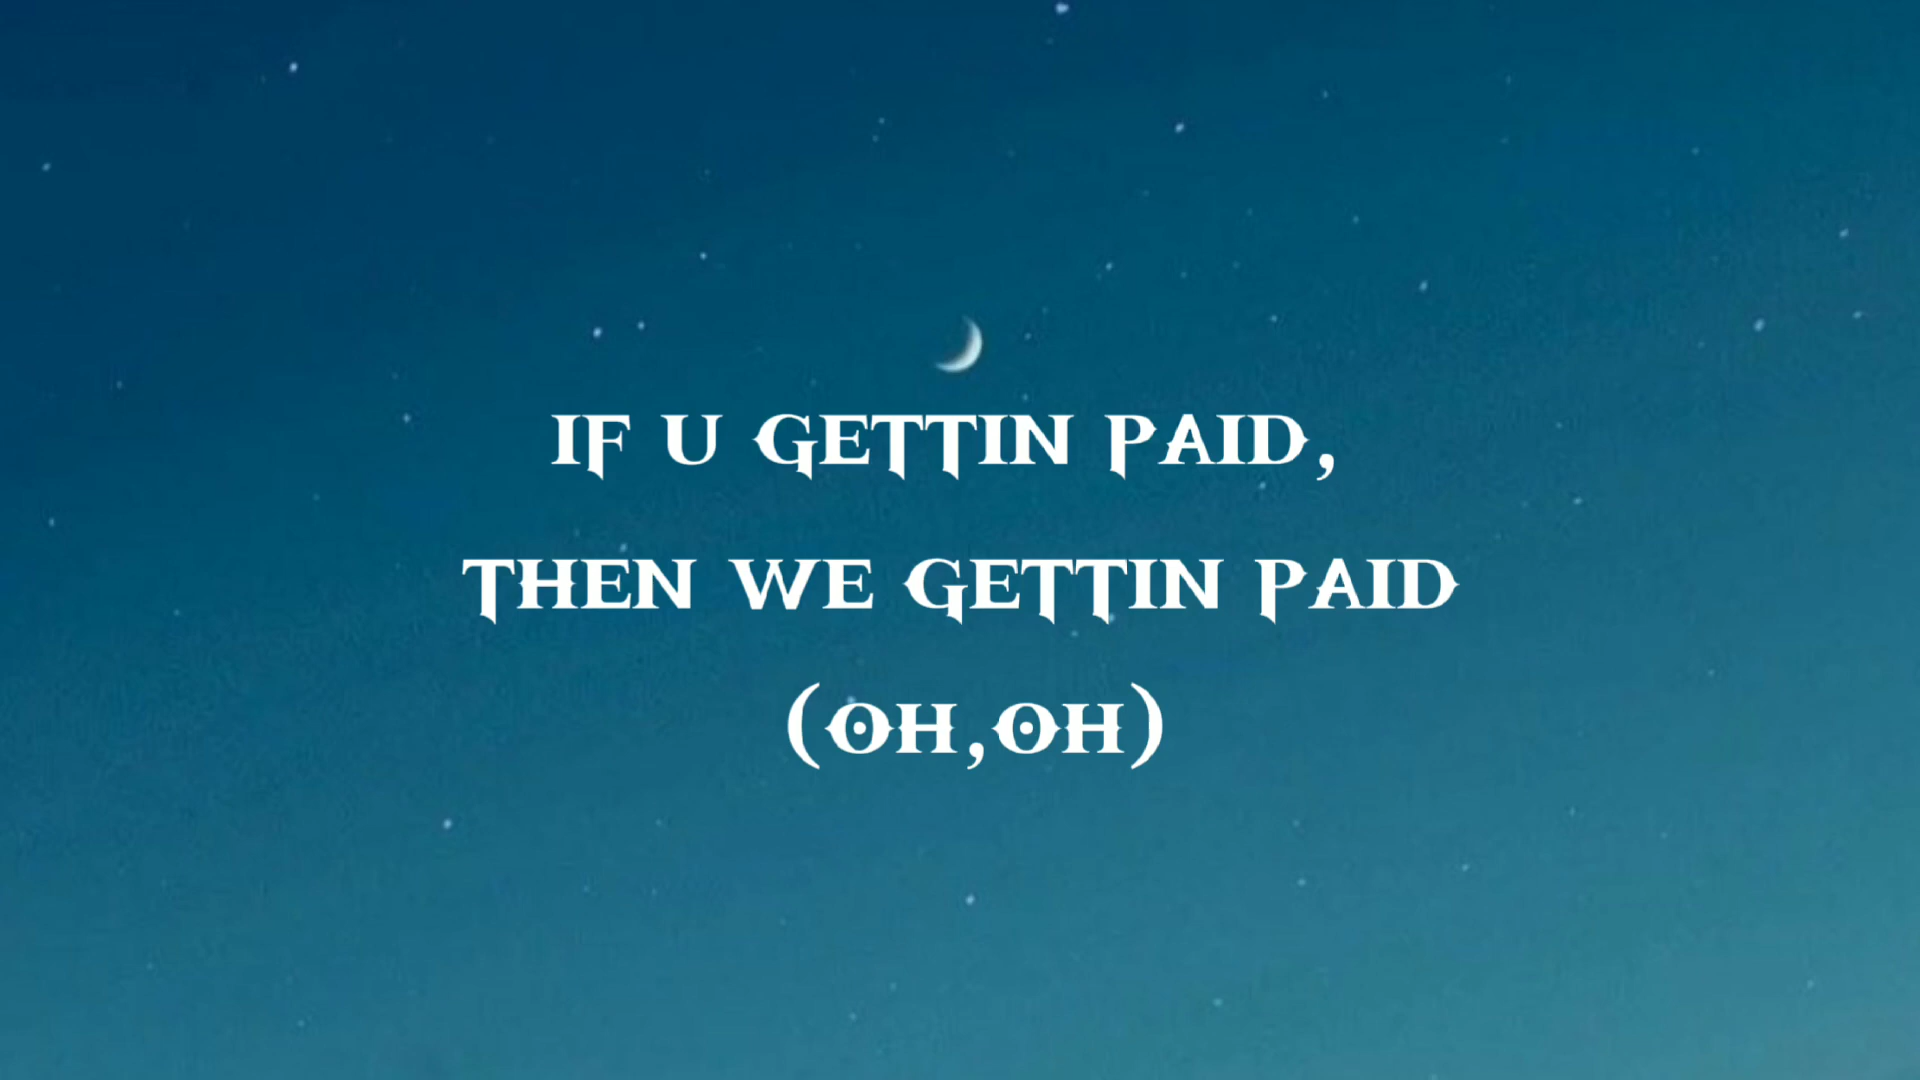 IF U GETTIN PAID,
THEN WE GETTIN PAID
(OH,OH)